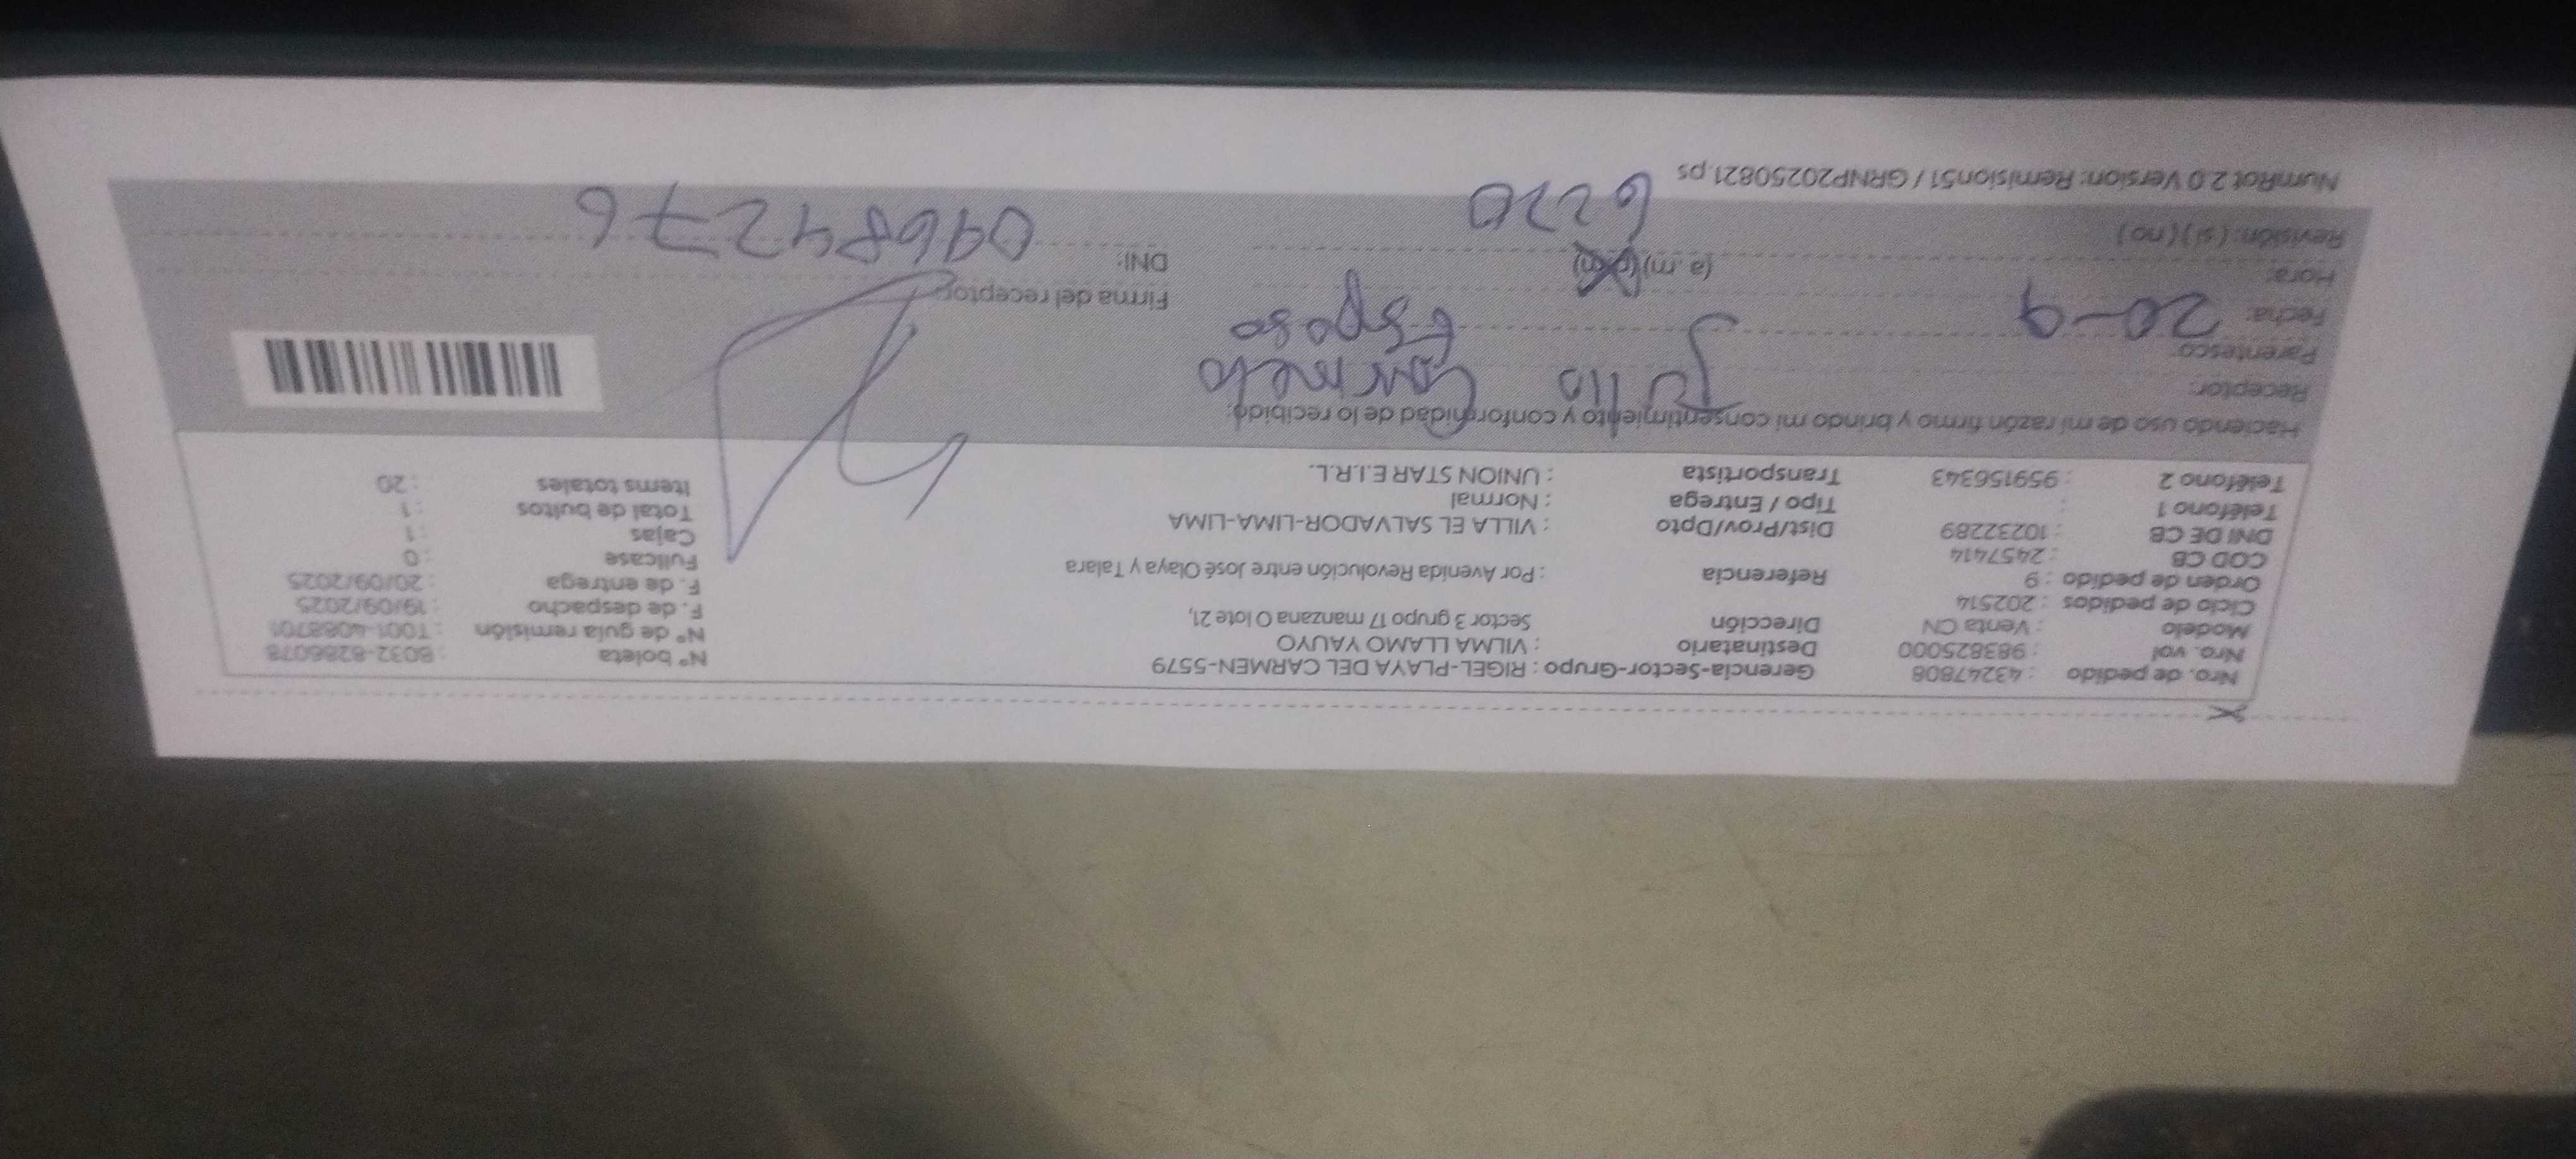 Nro. de pedido : 43247808 Gerencia-Sector-Grupo : RIGEL-PLAYA DEL CARMEN-5579 N° boleta : B032-8286078
Nro. vol : 983825000 Destinatario : VILMA LLAMO YAUYO N° de guía remisión : T001-4088701
Modelo : Venta CN Dirección Sector 3 grupo 17 manzana O lote 21, F. de despacho : 19/09/2025
Ciclo de pedidos : 202514 F. de entrega : 20/09/2025
Orden de pedido : 9 Referencia : Por Avenida Revolución entre José Olaya y Talara Fullcase : 0
COD CB : 2457414 Cajas : 1
DNI DE CB : 10232289 Dist/Prov/Dpto : VILLA EL SALVADOR-LIMA-LIMA Total de bultos : 1
Teléfono 1 : Tipo / Entrega : Normal Items totales : 20
Teléfono 2 : 959156343 Transportista : UNION STAR E.I.R.L.
Haciendo uso de mi razón firmo y brindo mi consentimiento y conformidad de lo recibido:
Receptor: Julio
Parentesco: Esposo
Fecha: 20-9 Firma del receptor:
Hora: (a. m) (p. m) DNI: 09684276
Revisión: (si) (no) 6220
NumRot 2.0 Version: Remision51 / GRNP20250821.ps